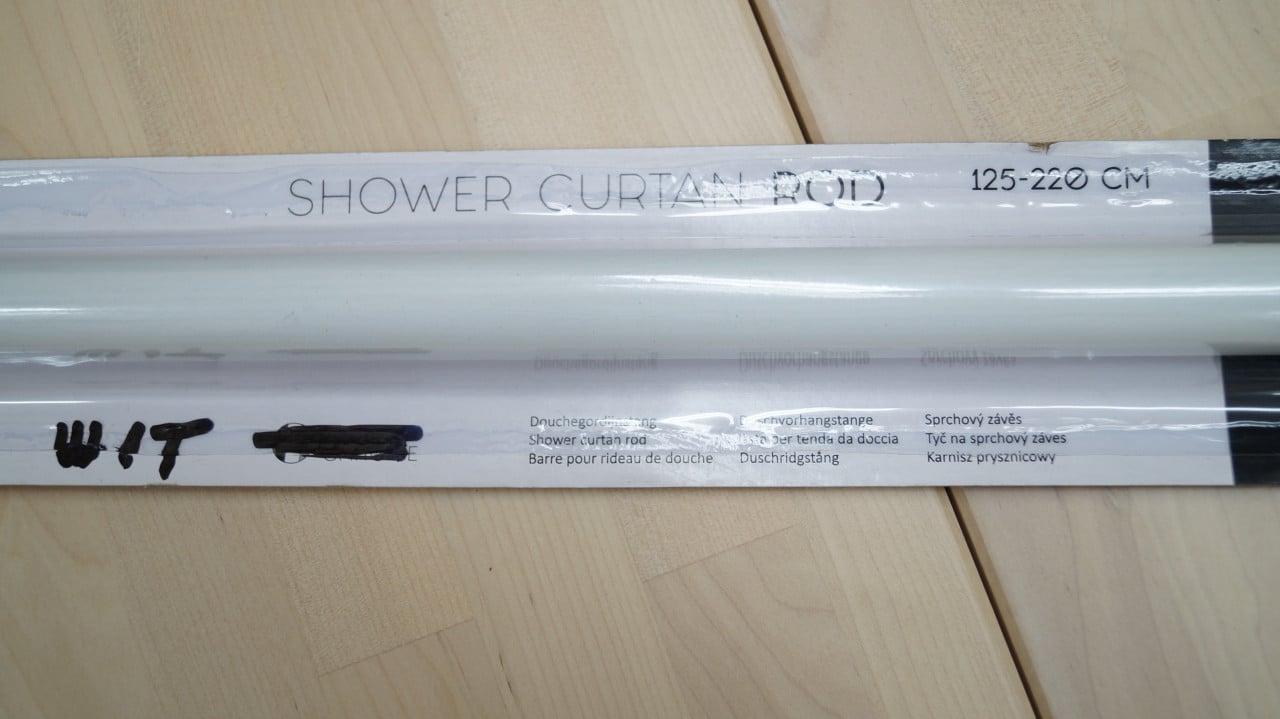 SHOWER CURTAN ROD
125-220 CM
WIT
Douchegordijnstang
Shower curtan rod
Barre pour rideau de douche
per tenda da doccia
Duschridgstång
Sprchový závěs
Tyč na sprchový záves
Karnisz prysznicowy